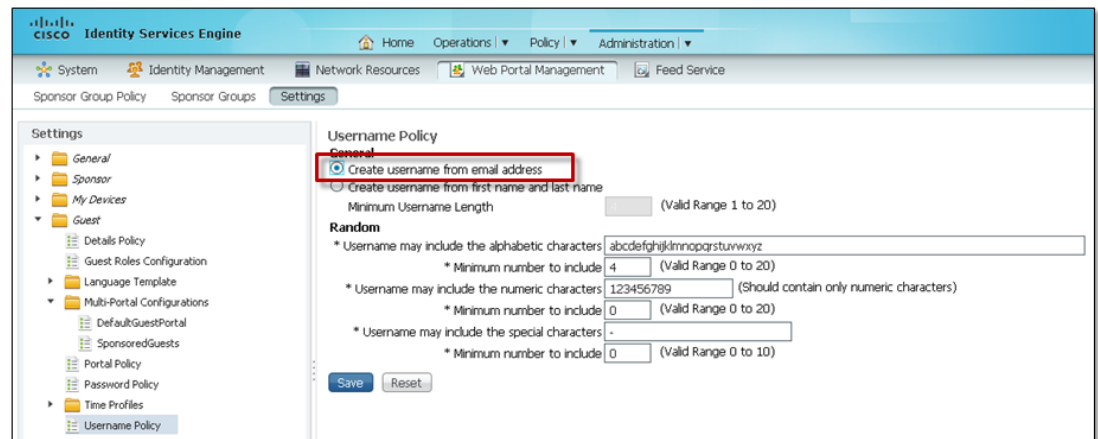 CISCO Identity Services Engine
Home Operations | ▼ Policy | ▼ Administration | ▼
System Identity Management Network Resources Web Portal Management Feed Service
Sponsor Group Policy Sponsor Groups Settings
Settings
General
Sponsor
My Devices
Guest
Details Policy
Guest Roles Configuration
Language Template
Multi-Portal Configurations
DefaultGuestPortal
SponsoredGuests
Portal Policy
Password Policy
Time Profiles
Username Policy
Username Policy
General
Create username from email address
Create username from first name and last name
Minimum Username Length (Valid Range 1 to 20)
Random
* Username may include the alphabetic characters abcdefghijklmnopqrstuvwxyz
* Minimum number to include 4 (Valid Range 0 to 20)
* Username may include the numeric characters 123456789 (Should contain only numeric characters)
* Minimum number to include 0 (Valid Range 0 to 20)
* Username may include the special characters -
* Minimum number to include 0 (Valid Range 0 to 10)
Save Reset